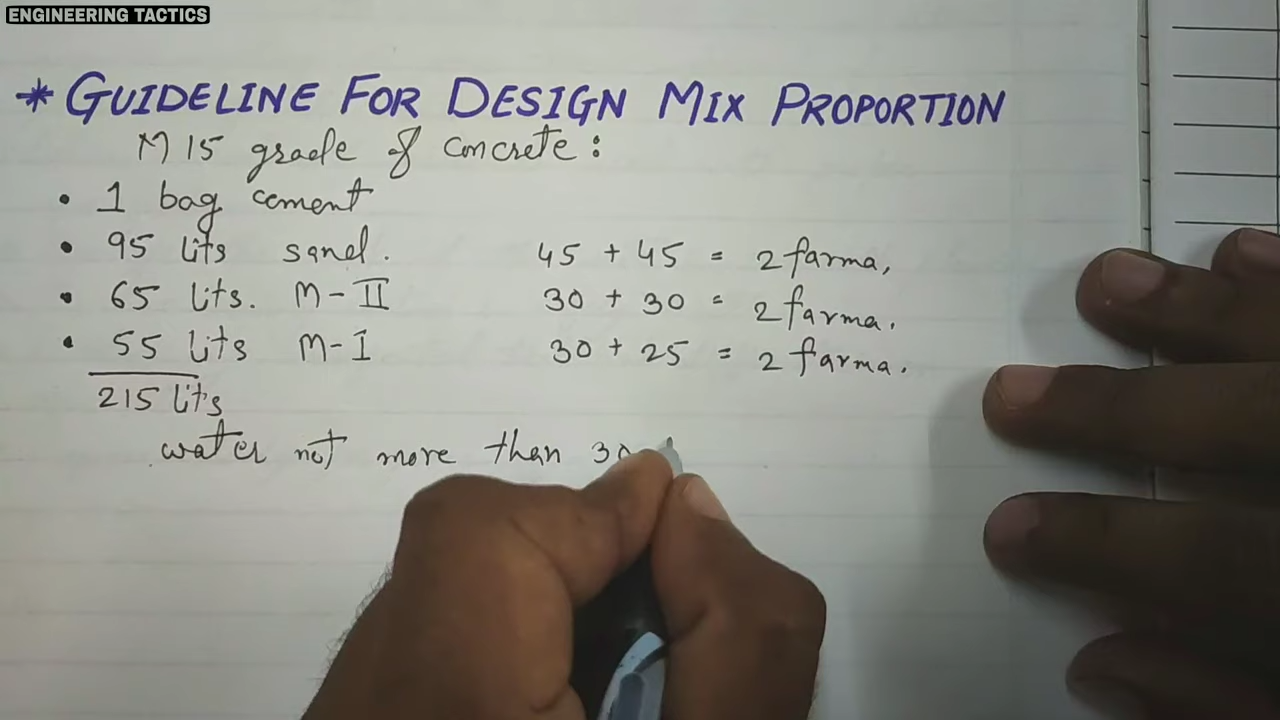 ENGINEERING TACTICS
* GUIDELINE FOR DESIGN MIX PROPORTION
M15 grade of concrete:
• 1 bag cement
• 95 lits sand. 45 + 45 = 2 farma,
• 65 lits. M-II 30 + 30 = 2 farma.
• 55 lits M-I 30 + 25 = 2 farma.
215 lits
water not more than 30